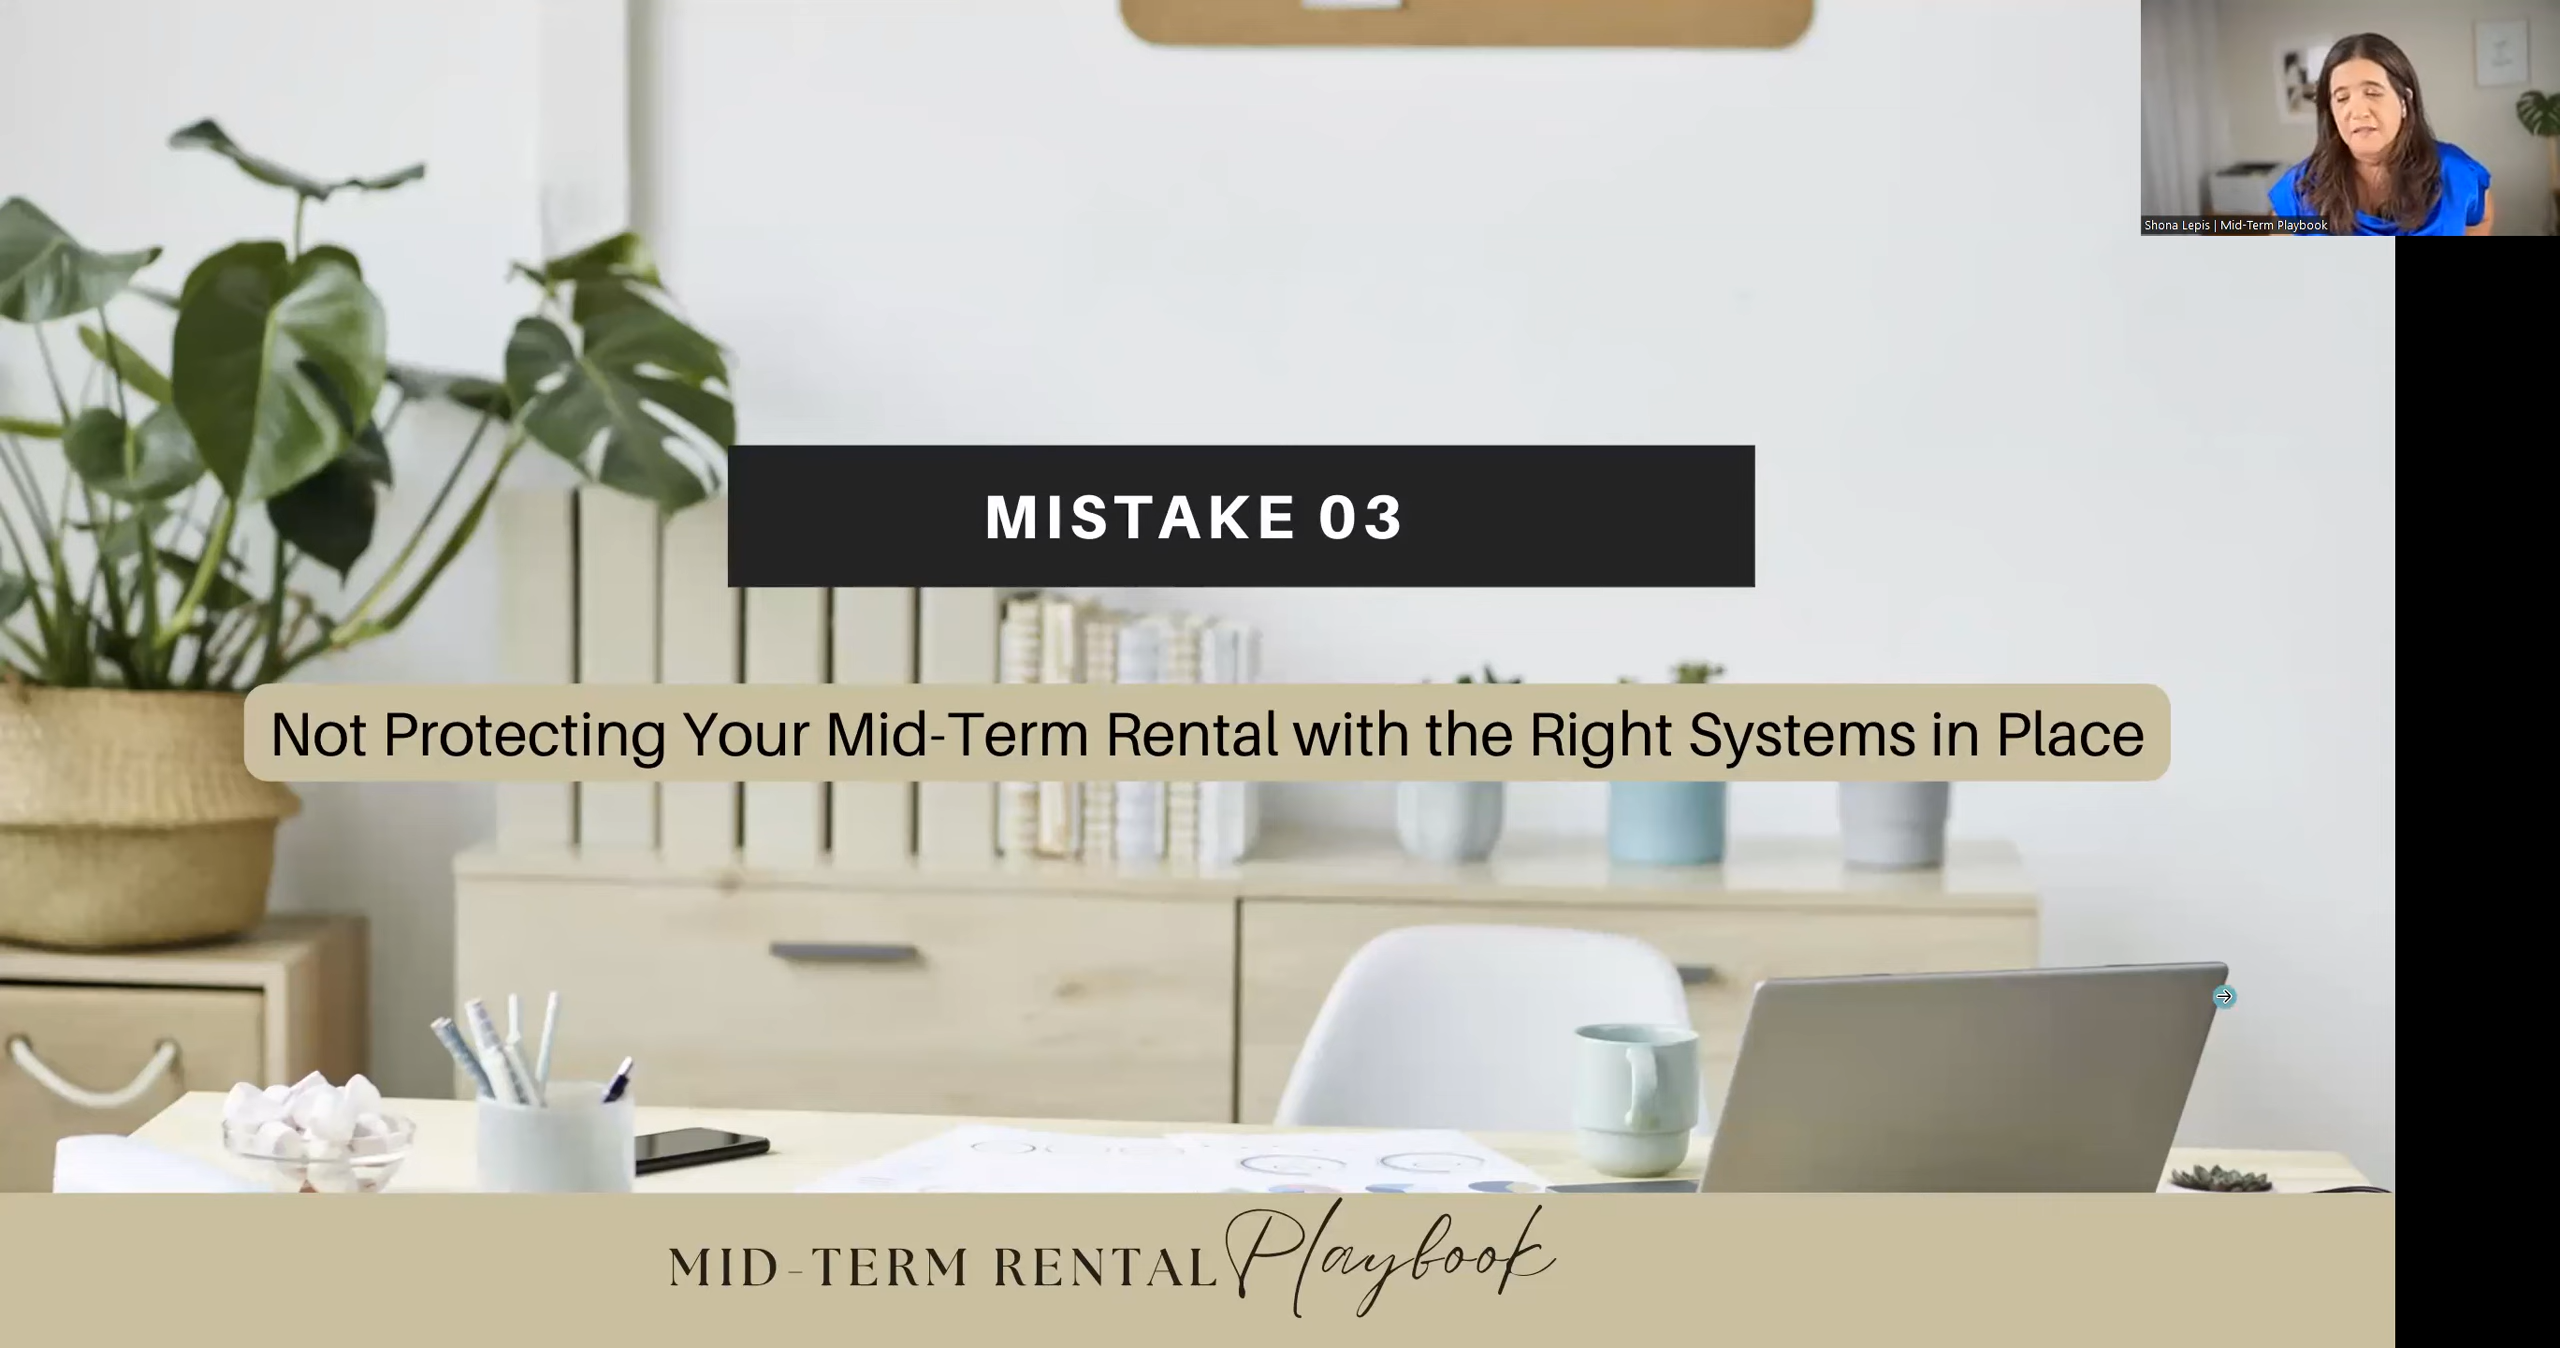 Shona Lepis | Mid-Term Playbook
MISTAKE 03
Not Protecting Your Mid-Term Rental with the Right Systems in Place
MID-TERM RENTAL Playbook